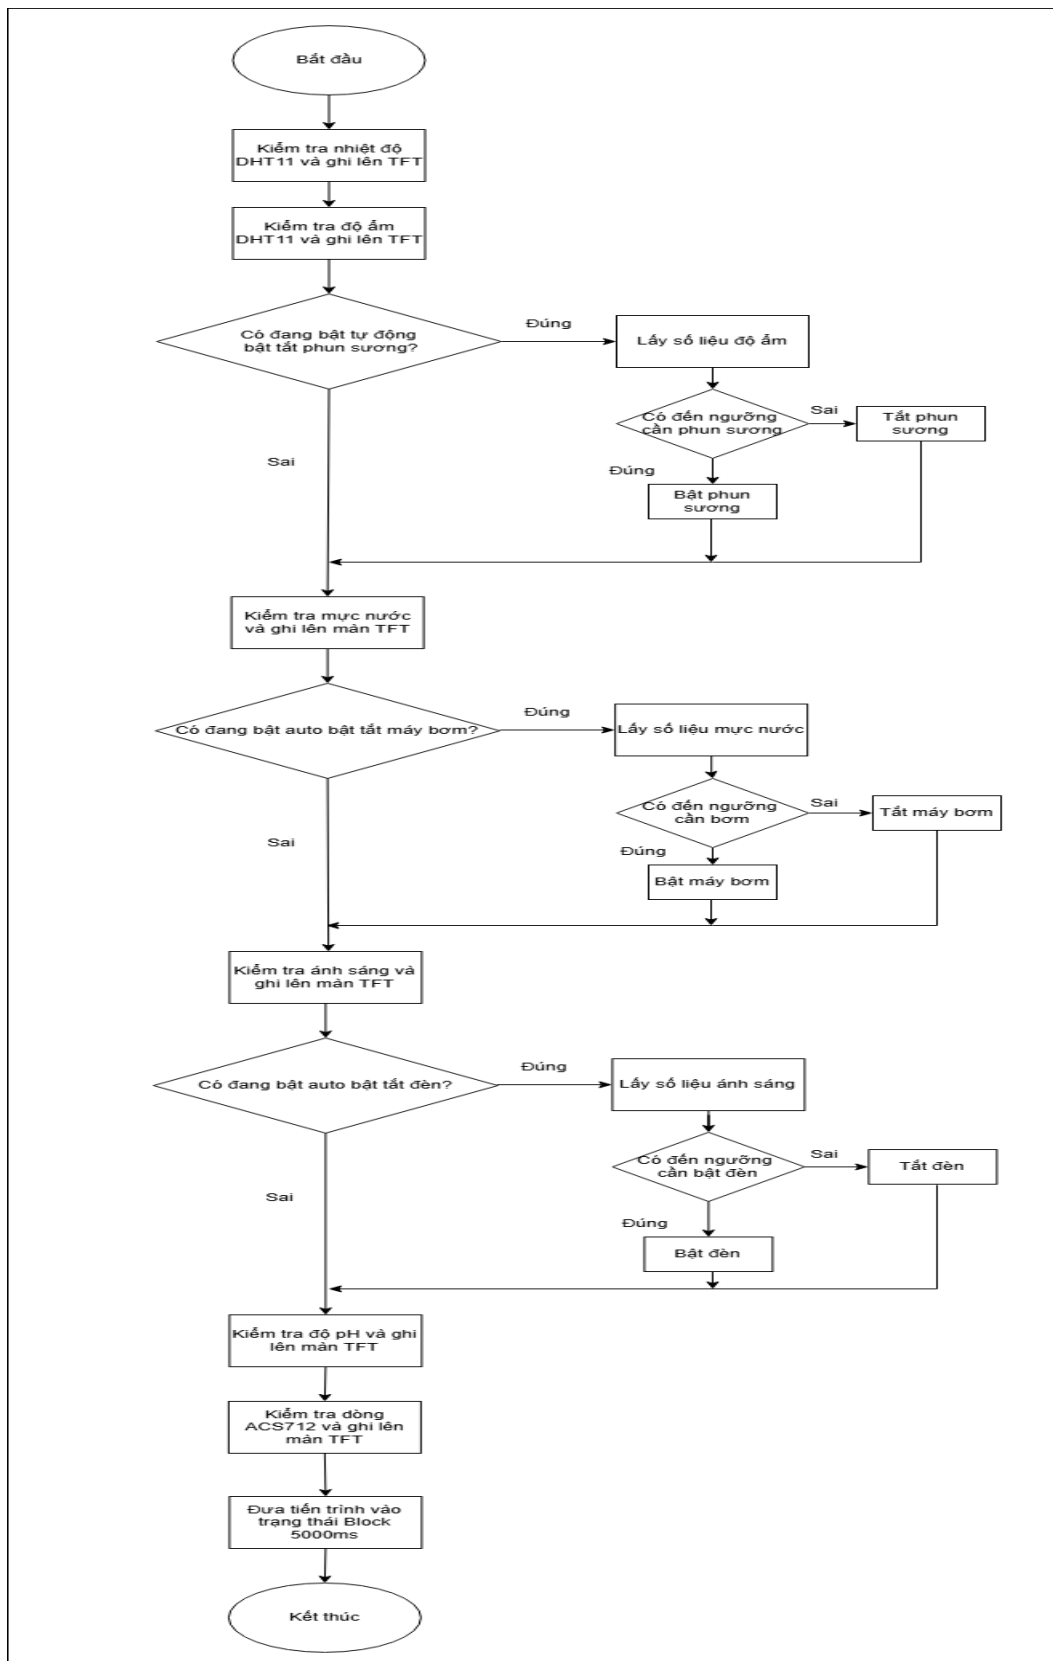 Bắt đầu
Kiểm tra nhiệt độ
DHT11 và ghi lên TFT
Kiểm tra độ ẩm
DHT11 và ghi lên TFT
Có đang bật tự động
bật tắt phun sương?
Đúng
Lấy số liệu độ ẩm
Có đến ngưỡng
cần phun sương
Sai
Tắt phun
sương
Đúng
Bật phun
sương
Sai
Kiểm tra mực nước
và ghi lên màn TFT
Có đang bật auto bật tắt máy bơm?
Đúng
Lấy số liệu mực nước
Có đến ngưỡng
cần bơm
Sai
Tắt máy bơm
Đúng
Bật máy bơm
Sai
Kiểm tra ánh sáng và
ghi lên màn TFT
Có đang bật auto bật tắt đèn?
Đúng
Lấy số liệu ánh sáng
Có đến ngưỡng
cần bật đèn
Sai
Tắt đèn
Đúng
Bật đèn
Sai
Kiểm tra độ pH và ghi
lên màn TFT
Kiểm tra dòng
ACS712 và ghi lên
màn TFT
Đưa tiến trình vào
trạng thái Block
5000ms
Kết thúc